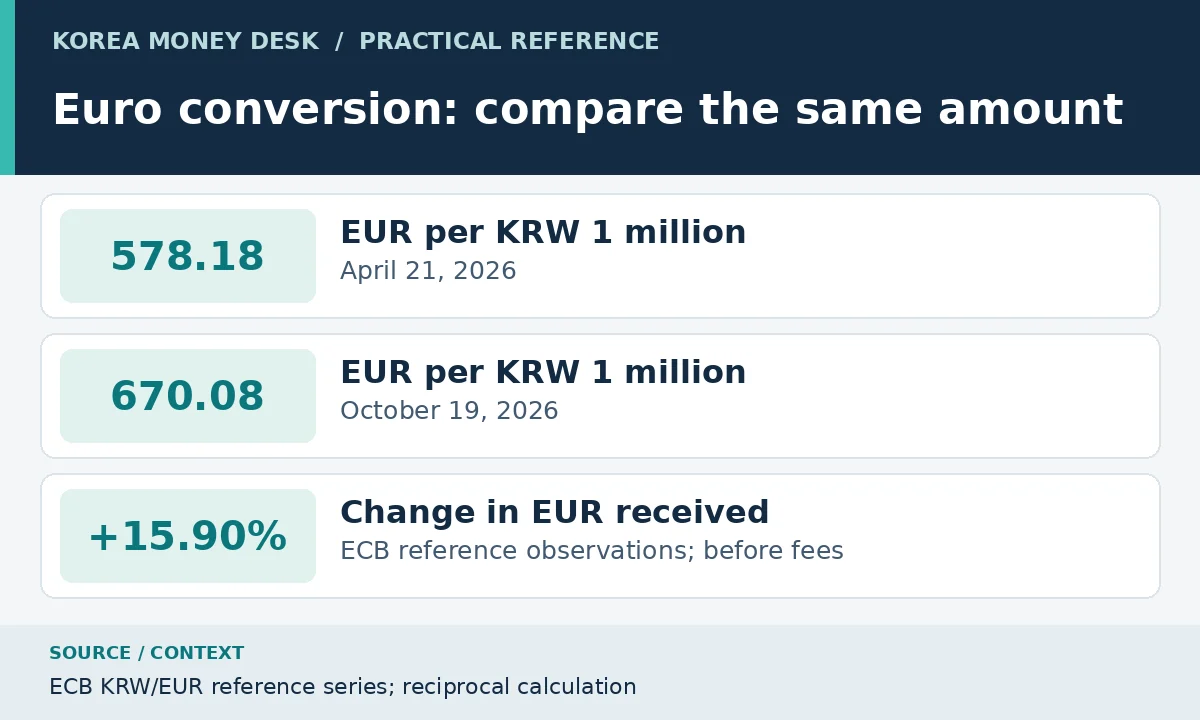 KOREA MONEY DESK / PRACTICAL REFERENCE
Euro conversion: compare the same amount
578.18
EUR per KRW 1 million
April 21, 2026
670.08
EUR per KRW 1 million
October 19, 2026
+15.90%
Change in EUR received
ECB reference observations; before fees
SOURCE / CONTEXT
ECB KRW/EUR reference series; reciprocal calculation